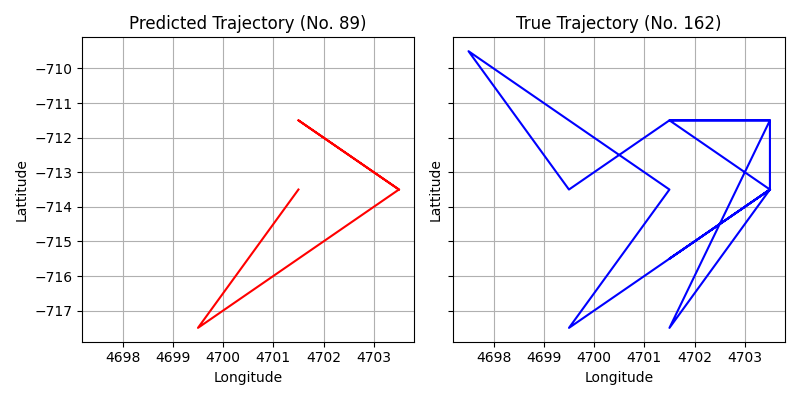 Predicted Trajectory (No. 89)
True Trajectory (No. 162)
Lattitude
−710
−711
−712
−713
−714
−715
−716
−717
4698 4699 4700 4701 4702 4703
Longitude
Lattitude
4698 4699 4700 4701 4702 4703
Longitude